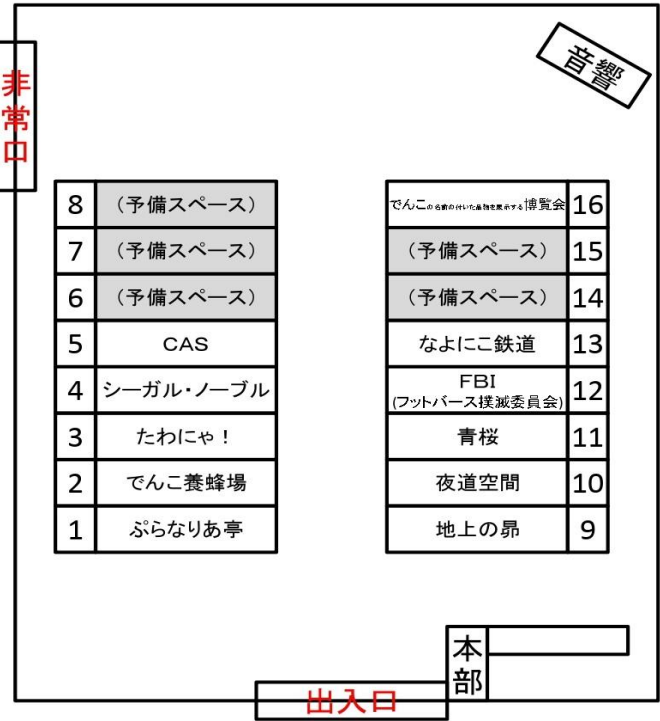 音響
非常口
8 （予備スペース）
7 （予備スペース）
6 （予備スペース）
5 CAS
4 シーガル・ノーブル
3 たわにゃ！
2 でんこ養蜂場
1 ぷらなりあ亭
でんこの名前の付いた品物を展示する博覧会 16
（予備スペース） 15
（予備スペース） 14
なよにこ鉄道 13
FBI
(フットバース撲滅委員会) 12
青桜 11
夜道空間 10
地上の昴 9
本部
出入口